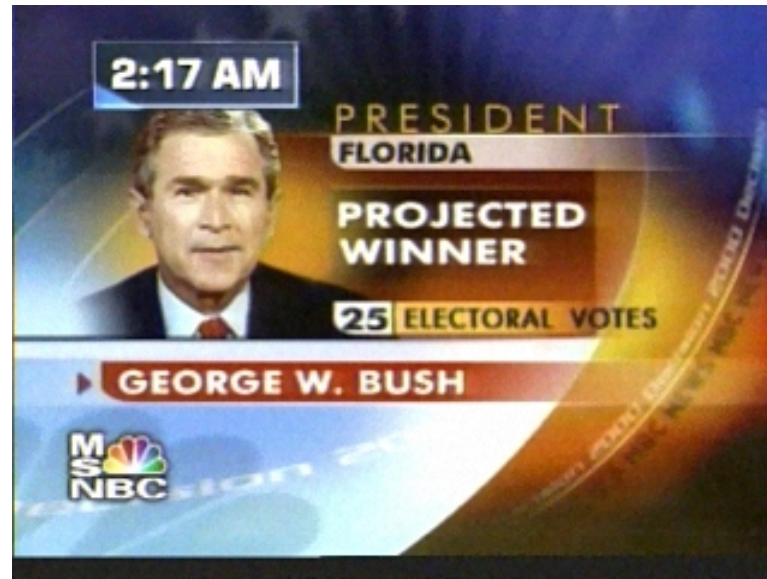 2:17 AM
PRESIDENT
FLORIDA
PROJECTED
WINNER
25 ELECTORAL VOTES
GEORGE W. BUSH
MSNBC